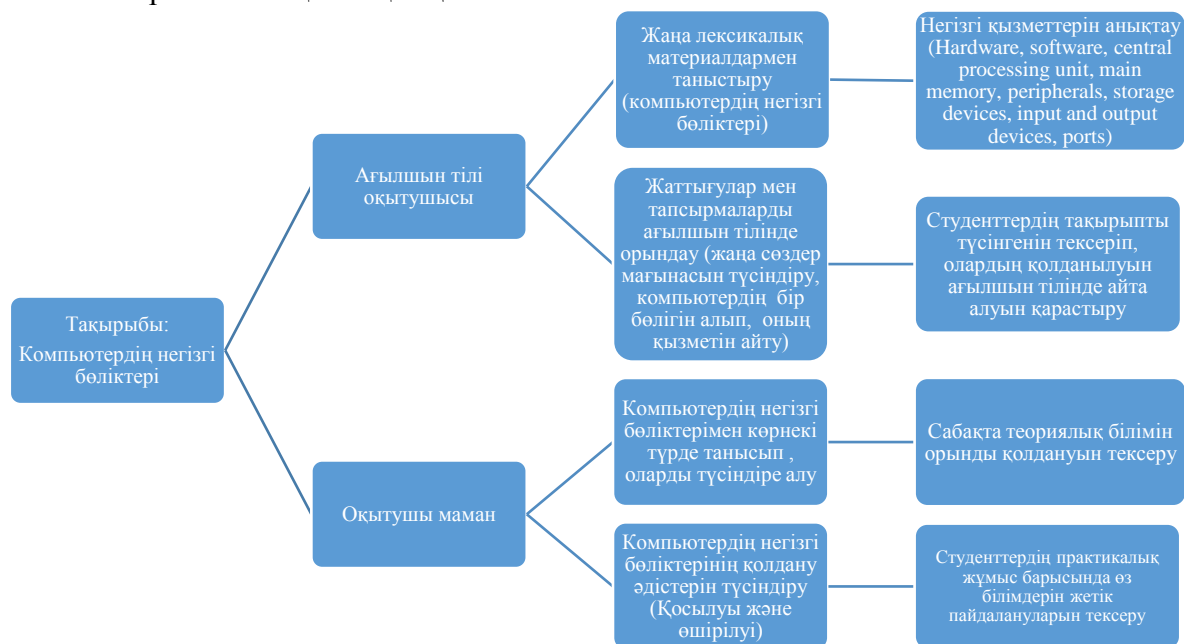 Жаңа лексикалық
материалдармен
таныстыру
(компьютердің негізгі
бөліктері)
Негізгі қызметтерін анықтау
(Hardware, software, central
processing unit, main
memory, peripherals, storage
devices, input and output
devices, ports)
Ағылшын тілі
оқытушысы
Жаттығулар мен
тапсырмаларды
ағылшын тілінде
орындау (жаңа сөздер
мағынасын түсіндіру,
компьютердің бір
бөлігін алып, оның
қызметін айту)
Студенттердің тақырыпты
түсінгенін тексеріп,
олардың қолданылуын
ағылшын тілінде айта
алуын қарастыру
Тақырыбы:
Компьютердің негізгі
бөліктері
Оқытушы маман
Компьютердің негізгі
бөліктерімен көрнекі
түрде танысып ,
оларды түсіндіре алу
Сабақта теориялық білімін
орынды қолдануын тексеру
Компьютердің негізгі
бөліктерінің қолдану
әдістерін түсіндіру
(Қосылуы және
өшірілуі)
Студенттердің практикалық
жұмыс барысында өз
білімдерін жетік
пайдалануларын тексеру